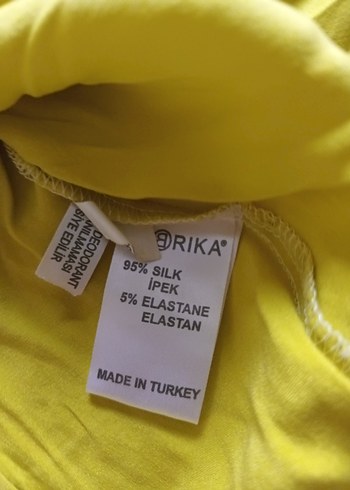 RIKA®
95% SILK
İPEK
5% ELASTANE
ELASTAN
MADE IN TURKEY
DEODORANT